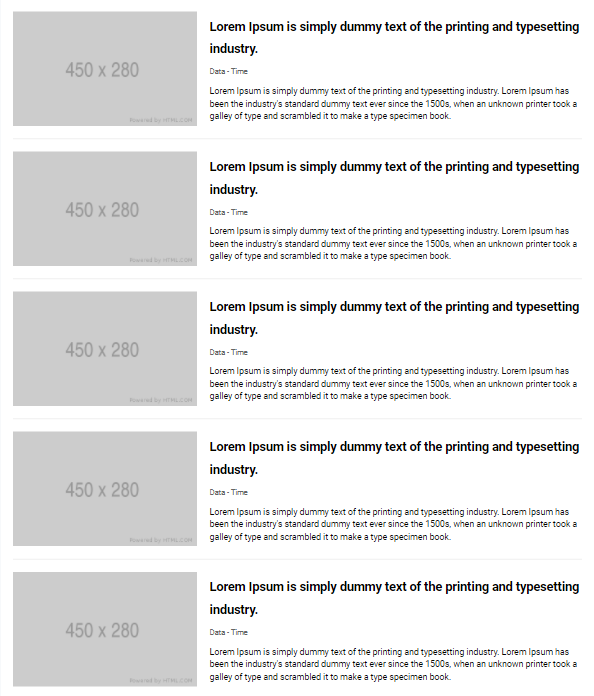 450 x 280
Powered by HTML.COM
Lorem Ipsum is simply dummy text of the printing and typesetting
industry.
Data - Time
Lorem Ipsum is simply dummy text of the printing and typesetting industry. Lorem Ipsum has
been the industry's standard dummy text ever since the 1500s, when an unknown printer took a
galley of type and scrambled it to make a type specimen book.
450 x 280
Powered by HTML.COM
Lorem Ipsum is simply dummy text of the printing and typesetting
industry.
Data - Time
Lorem Ipsum is simply dummy text of the printing and typesetting industry. Lorem Ipsum has
been the industry's standard dummy text ever since the 1500s, when an unknown printer took a
galley of type and scrambled it to make a type specimen book.
450 x 280
Powered by HTML.COM
Lorem Ipsum is simply dummy text of the printing and typesetting
industry.
Data - Time
Lorem Ipsum is simply dummy text of the printing and typesetting industry. Lorem Ipsum has
been the industry's standard dummy text ever since the 1500s, when an unknown printer took a
galley of type and scrambled it to make a type specimen book.
450 x 280
Powered by HTML.COM
Lorem Ipsum is simply dummy text of the printing and typesetting
industry.
Data - Time
Lorem Ipsum is simply dummy text of the printing and typesetting industry. Lorem Ipsum has
been the industry's standard dummy text ever since the 1500s, when an unknown printer took a
galley of type and scrambled it to make a type specimen book.
450 x 280
Powered by HTML.COM
Lorem Ipsum is simply dummy text of the printing and typesetting
industry.
Data - Time
Lorem Ipsum is simply dummy text of the printing and typesetting industry. Lorem Ipsum has
been the industry's standard dummy text ever since the 1500s, when an unknown printer took a
galley of type and scrambled it to make a type specimen book.